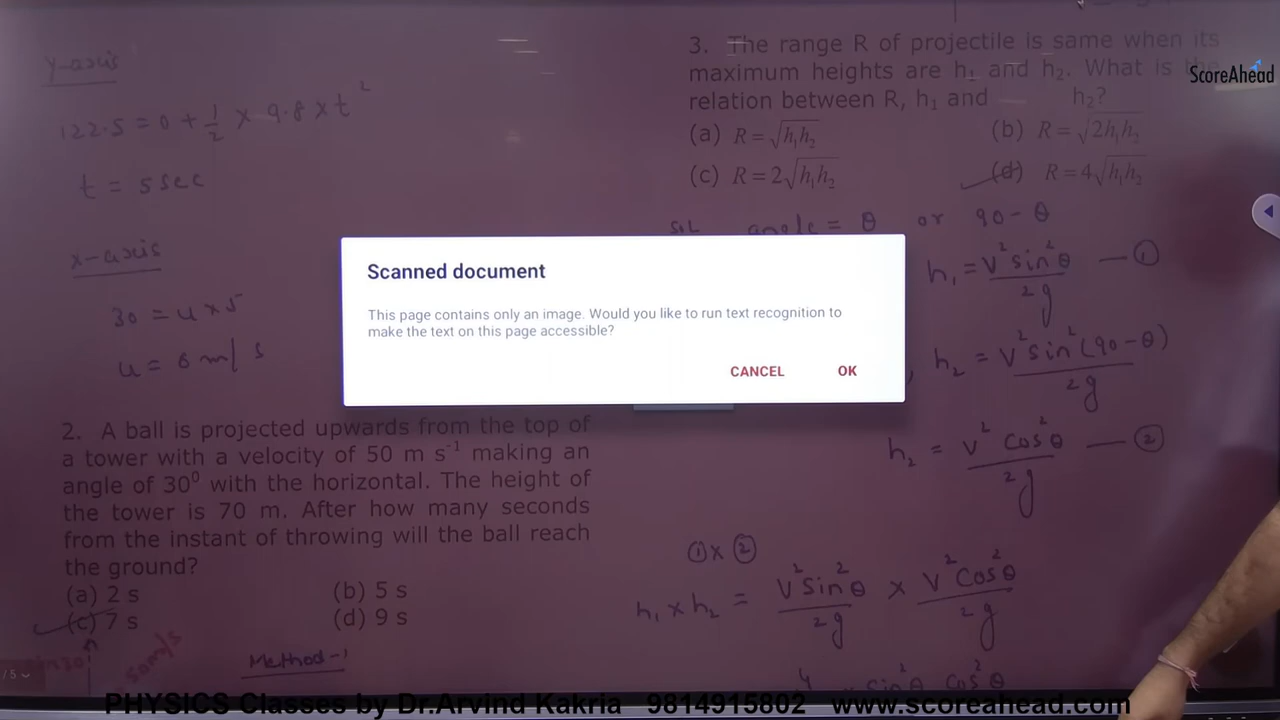 y-axis
122.5 = 0 + 1/2 × 9.8 × t²
t = 5 sec
x-axis
30 = u × 5
u = 6 m/s
2. A ball is projected upwards from the top of
a tower with a velocity of 50 m s⁻¹ making an
angle of 30⁰ with the horizontal. The height of
the tower is 70 m. After how many seconds
from the instant of throwing will the ball reach
the ground?
(a) 2 s (b) 5 s
(c) 7 s (d) 9 s
Method-1
50m/s
/5
3. The range R of projectile is same when its
maximum heights are h₁ and h₂. What is the
relation between R, h₁ and h₂?
(a) R = √h₁h₂ (b) R = √2h₁h₂
(c) R = 2√h₁h₂ (d) R = 4√h₁h₂
ScoreAhead
Sol. angle = θ or 90 - θ
h₁ = v² sin²θ / 2g — ①
h₂ = v² sin²(90 - θ) / 2g
h₂ = v² cos²θ / 2g — ②
① × ②
h₁ × h₂ = v² sin²θ / 2g × v² cos²θ / 2g
4 sin²θ cos²θ
Scanned document
This page contains only an image. Would you like to run text recognition to
make the text on this page accessible?
CANCEL OK
PHYSICS Classes by Dr.Arvind Kakria 9814915802 www.scoreahead.com